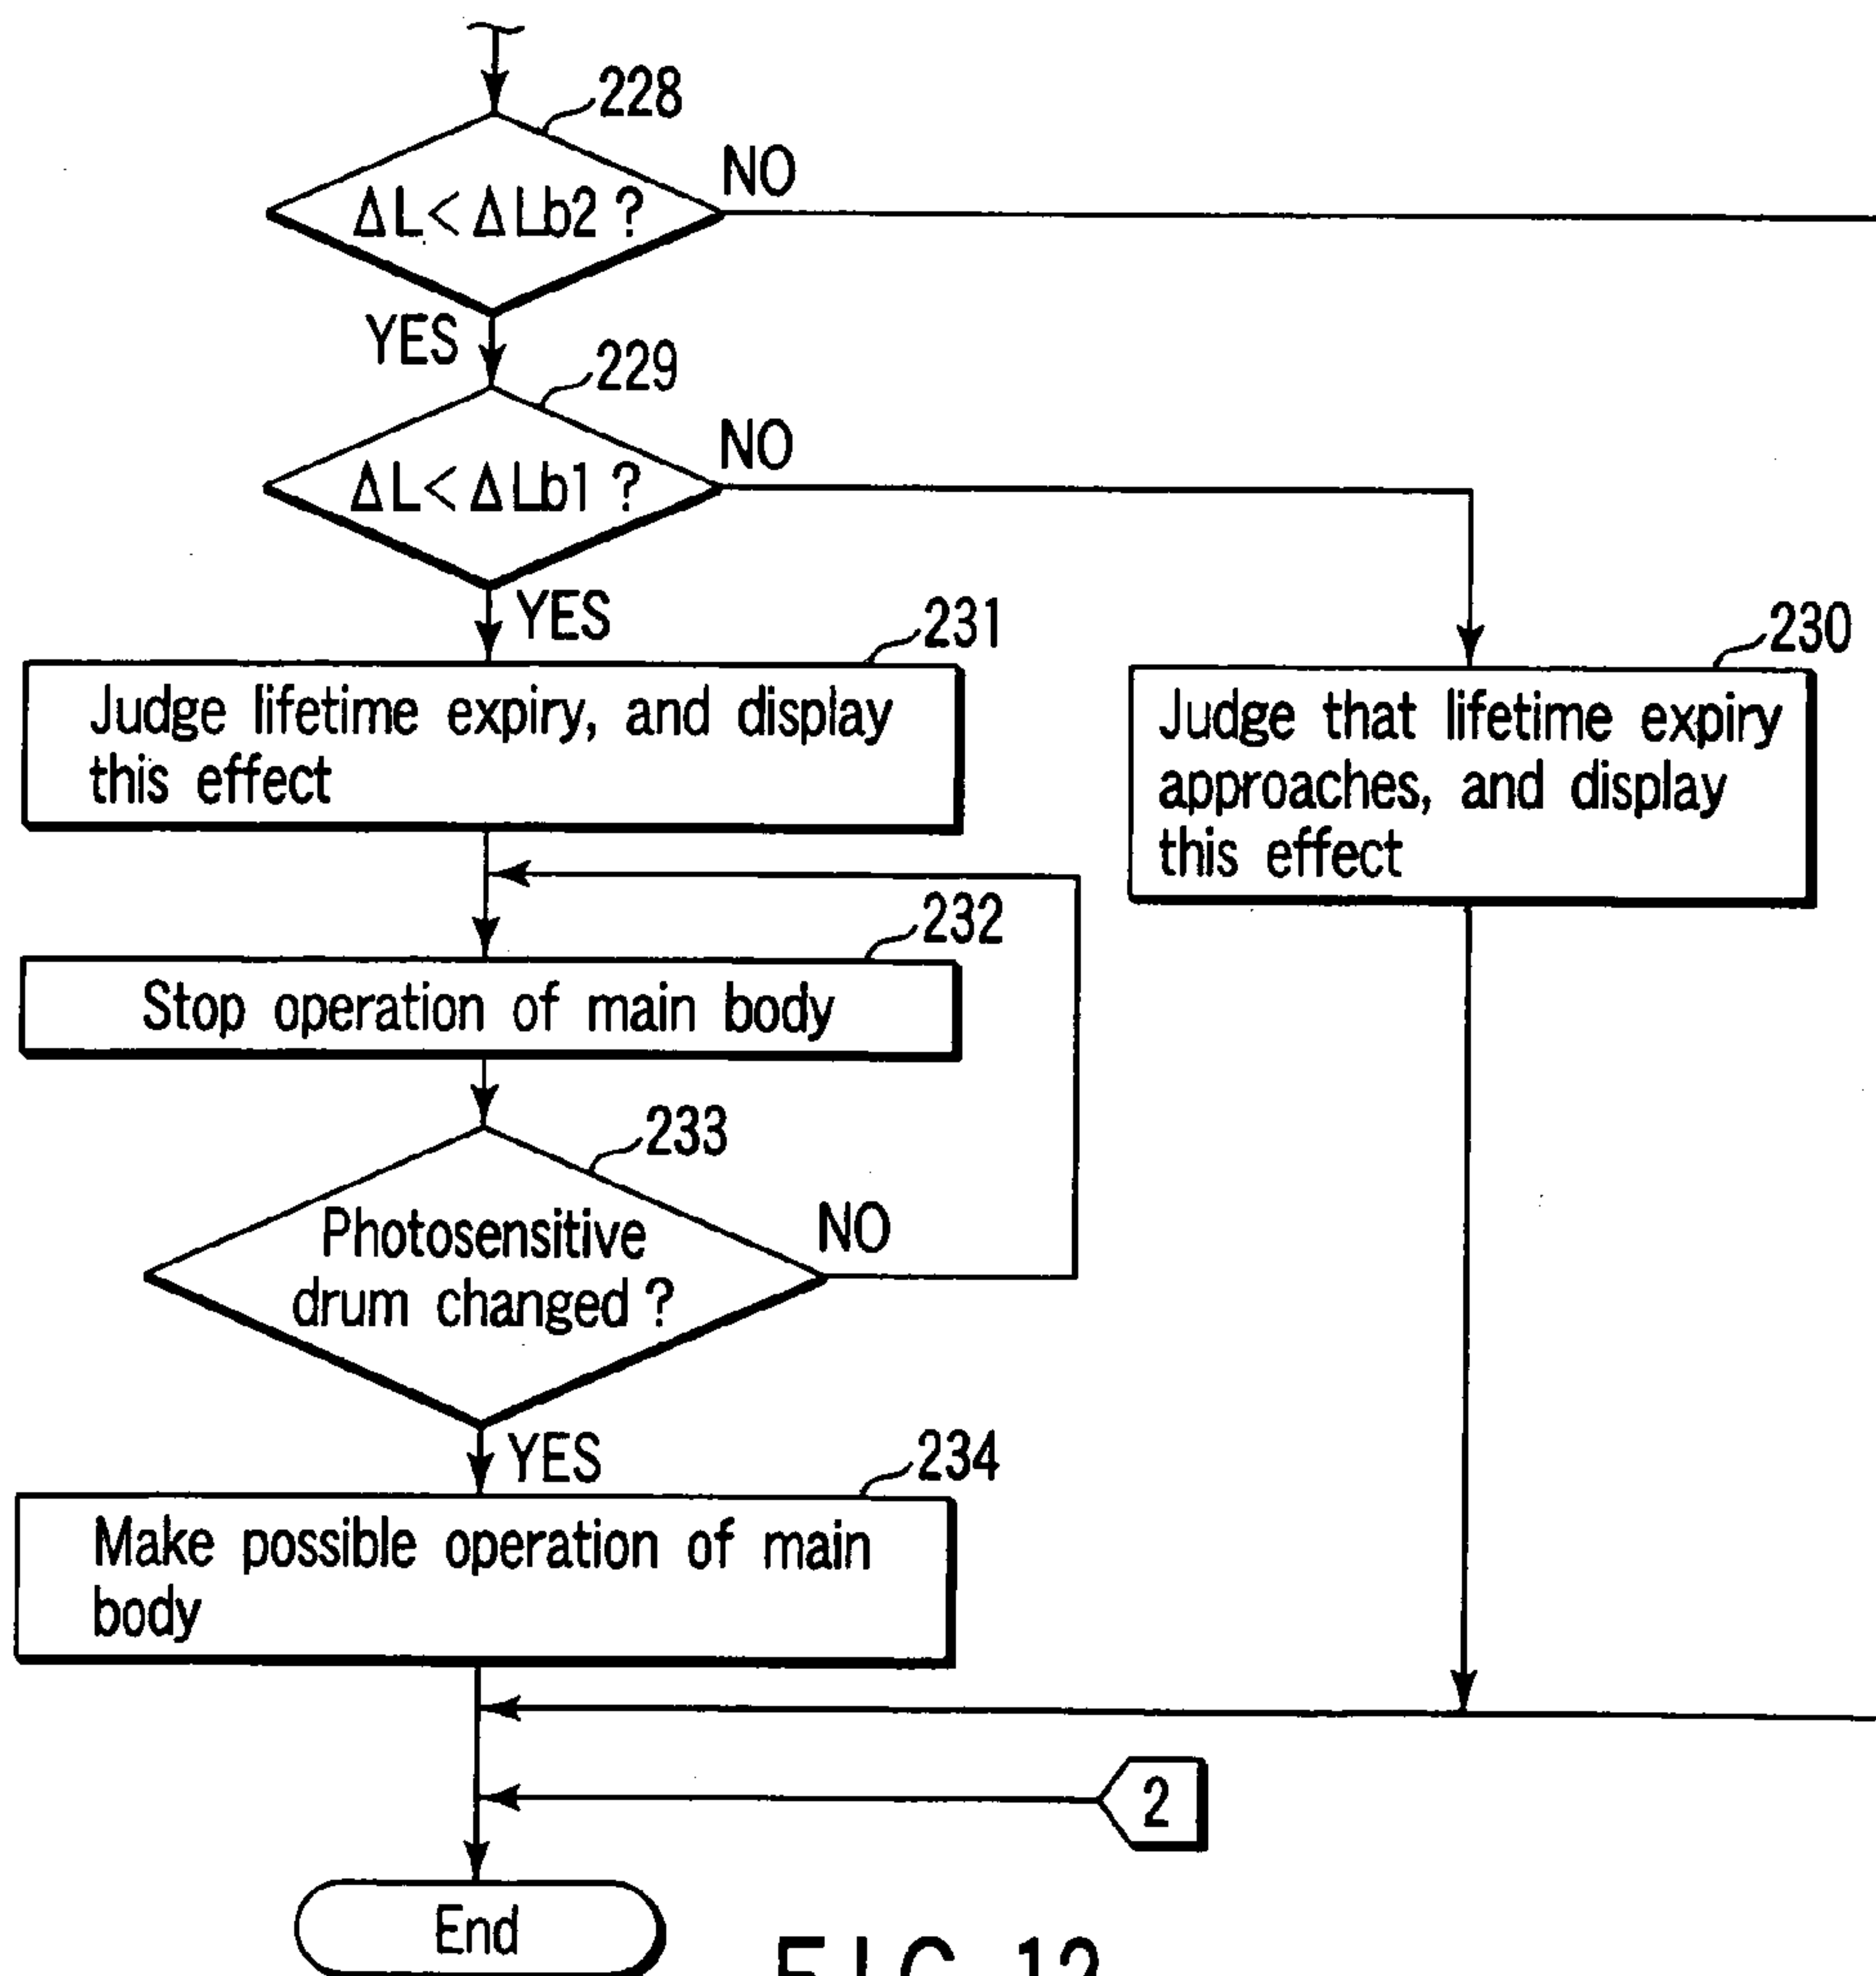 228
ΔL < ΔLb2 ?
NO
YES
229
ΔL < ΔLb1 ?
NO
YES
231
Judge lifetime expiry, and display
this effect
230
Judge that lifetime expiry
approaches, and display
this effect
232
Stop operation of main body
233
Photosensitive
drum changed ?
NO
YES
234
Make possible operation of main
body
2
End
FIG. 12